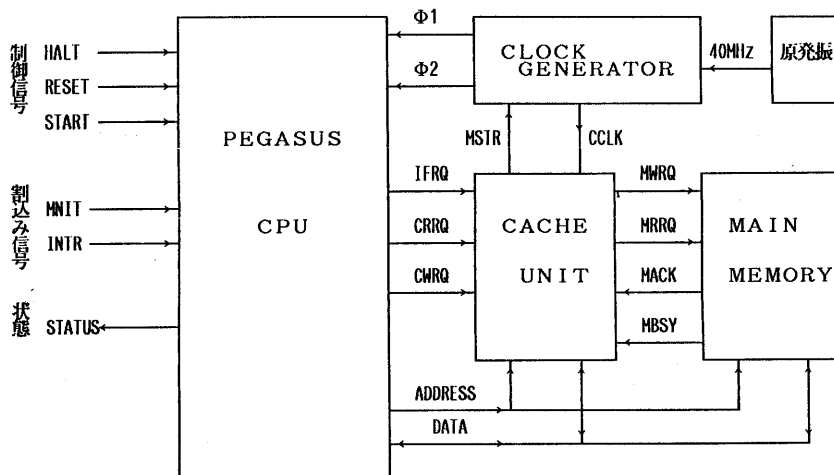 制御信号
HALT
RESET
START
割込み信号
MNIT
INTR
状態
STATUS
PEGASUS
CPU
Φ1
Φ2
CLOCK
GENERATOR
40MHz
原発振
MSTR
CCLK
IFRQ
CRRQ
CWRQ
CACHE
UNIT
MWRQ
MRRQ
MACK
MBSY
MAIN
MEMORY
ADDRESS
DATA